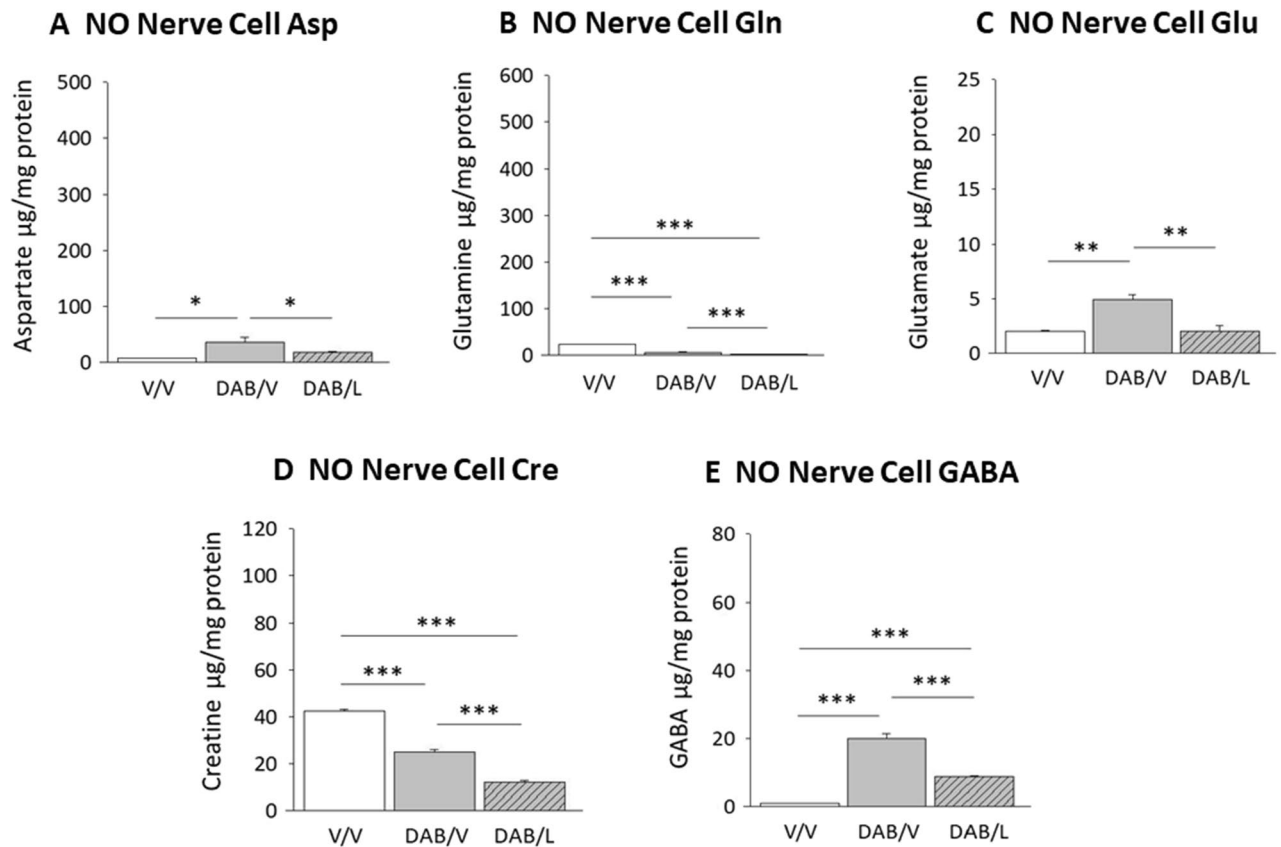 A NO Nerve Cell Asp
Aspartate µg/mg protein
500
400
300
200
100
0
* *
V/V DAB/V DAB/L
B NO Nerve Cell Gln
Glutamine µg/mg protein
600
500
400
300
200
100
0
***
***
***
V/V DAB/V DAB/L
C NO Nerve Cell Glu
Glutamate µg/mg protein
25
20
15
10
5
0
** **
V/V DAB/V DAB/L
D NO Nerve Cell Cre
Creatine µg/mg protein
120
100
80
60
40
20
0
***
***
***
V/V DAB/V DAB/L
E NO Nerve Cell GABA
GABA µg/mg protein
80
60
40
20
0
***
***
***
V/V DAB/V DAB/L